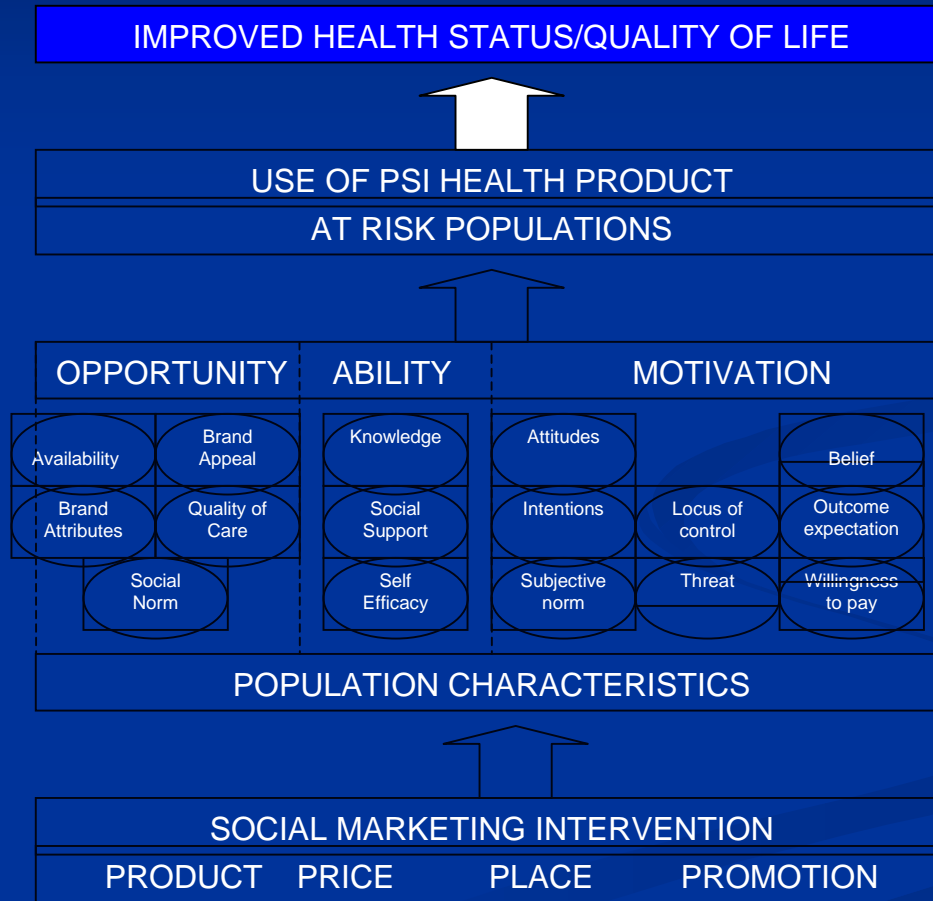 IMPROVED HEALTH STATUS/QUALITY OF LIFE
USE OF PSI HEALTH PRODUCT
AT RISK POPULATIONS
OPPORTUNITY ABILITY MOTIVATION
Availability
Brand
Appeal
Brand
Attributes
Quality of
Care
Social
Norm
Knowledge
Social
Support
Self
Efficacy
Attitudes
Belief
Intentions
Locus of
control
Outcome
expectation
Subjective
norm
Threat
Willingness
to pay
POPULATION CHARACTERISTICS
SOCIAL MARKETING INTERVENTION
PRODUCT PRICE PLACE PROMOTION